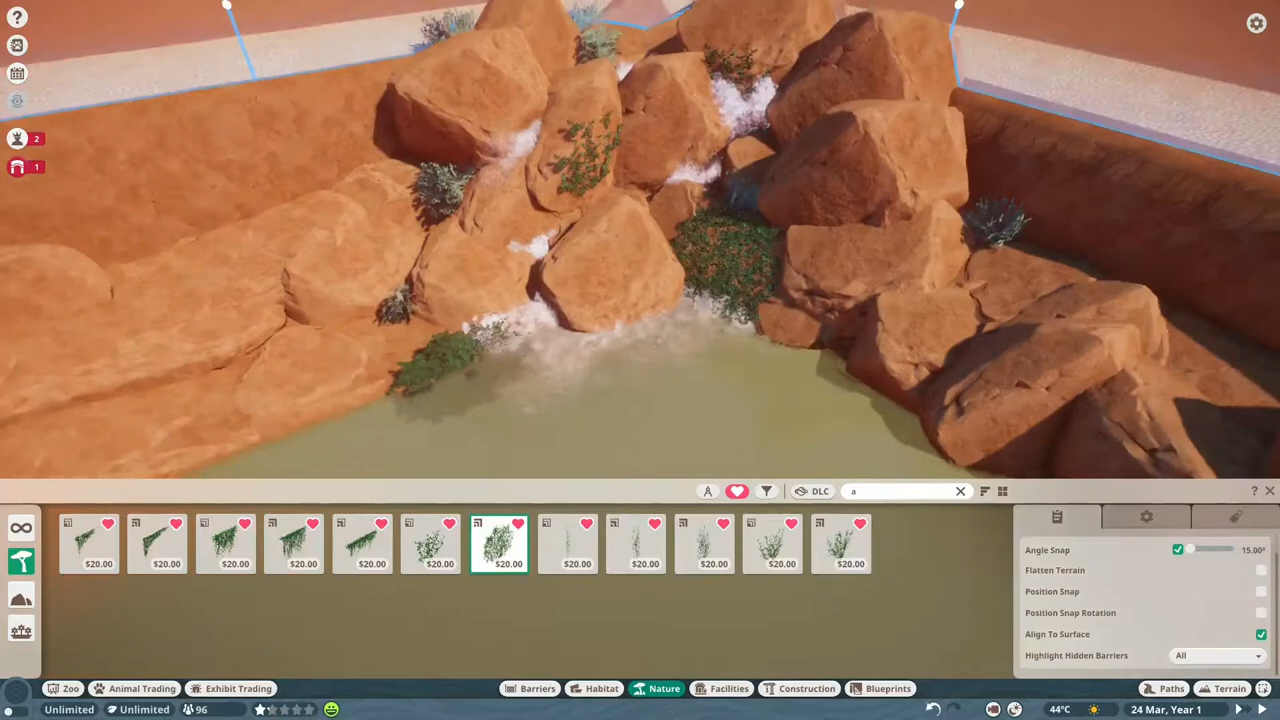 ?
2
1
DLC
a
? 
$20.00 $20.00 $20.00 $20.00 $20.00 $20.00 $20.00 $20.00 $20.00 $20.00 $20.00 $20.00
Angle Snap 15.00°
Flatten Terrain
Position Snap
Position Snap Rotation
Align To Surface
Highlight Hidden Barriers All
Zoo Animal Trading Exhibit Trading Barriers Habitat Nature Facilities Construction Blueprints Paths Terrain
Unlimited Unlimited 96 44°C 24 Mar, Year 1